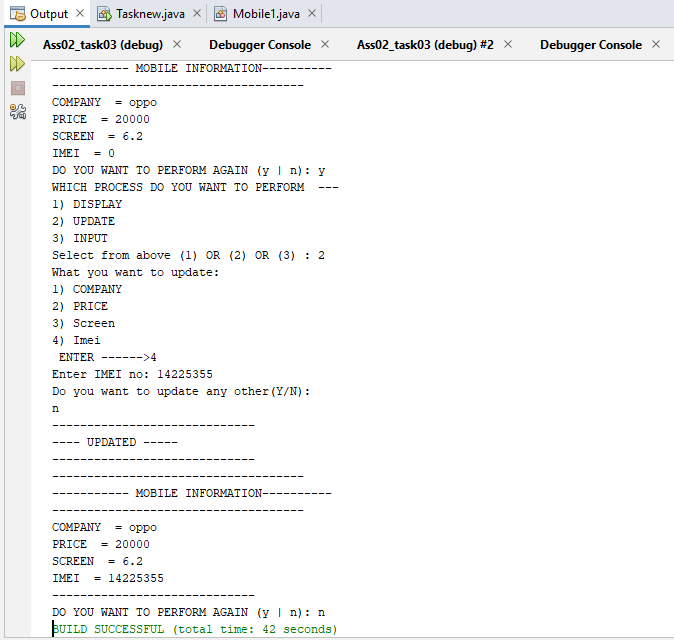 Output Tasknew.java Mobile1.java
Ass02_task03 (debug) Debugger Console Ass02_task03 (debug) #2 Debugger Console
----------- MOBILE INFORMATION----------
------------------------------------
COMPANY  = oppo
PRICE  = 20000
SCREEN  = 6.2
IMEI  = 0
DO YOU WANT TO PERFORM AGAIN (y | n): y
WHICH PROCESS DO YOU WANT TO PERFORM  ---
1) DISPLAY
2) UPDATE
3) INPUT
Select from above (1) OR (2) OR (3) : 2
What you want to update:
1) COMPANY
2) PRICE
3) Screen
4) Imei
 ENTER ------>4
Enter IMEI no: 14225355
Do you want to update any other(Y/N):
n
-----------------------------
---- UPDATED -----
-----------------------------
------------------------------------
----------- MOBILE INFORMATION----------
------------------------------------
COMPANY  = oppo
PRICE  = 20000
SCREEN  = 6.2
IMEI  = 14225355
-----------------------------
DO YOU WANT TO PERFORM AGAIN (y | n): n
BUILD SUCCESSFUL (total time: 42 seconds)